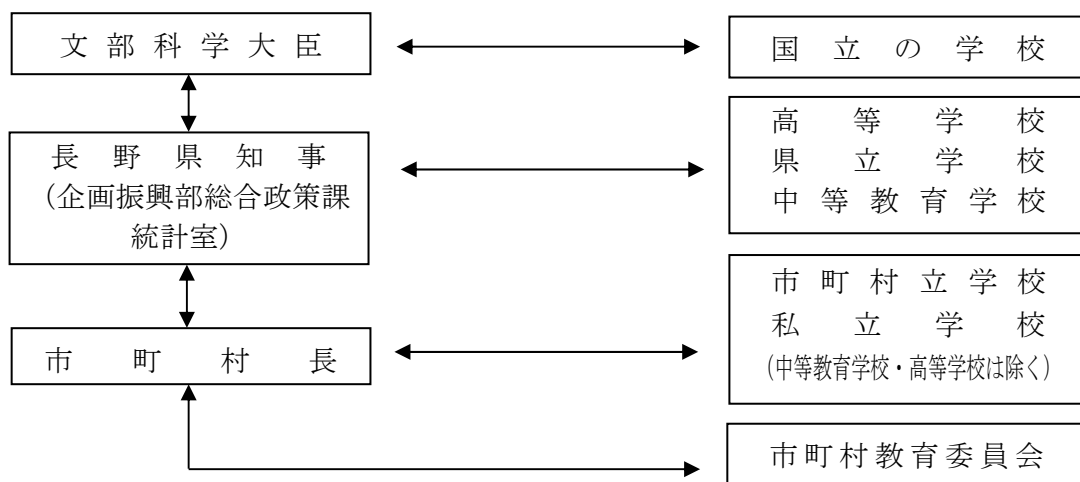 文部科学大臣
国立の学校
長野県知事
（企画振興部総合政策課
統計室）
高等学校
県立学校
中等教育学校
市町村長
市町村立学校
私立学校
（中等教育学校・高等学校は除く）
市町村教育委員会